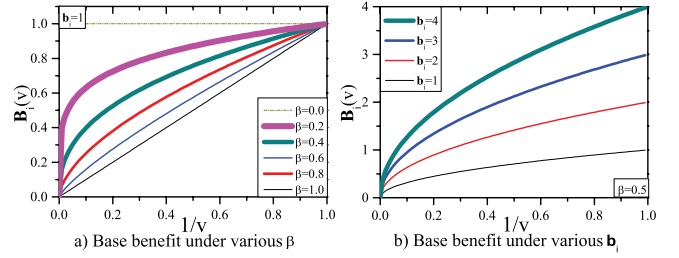 b_i=1
1.0
0.8
0.6
0.4
0.2
0.0
B_i(v)
β=0.0
β=0.2
β=0.4
β=0.6
β=0.8
β=1.0
0.0 0.2 0.4 0.6 0.8 1.0
1/v
a) Base benefit under various β
b_i=4
b_i=3
b_i=2
b_i=1
4
3
2
1
0
B_i(v)
β=0.5
0.0 0.2 0.4 0.6 0.8 1.0
1/v
b) Base benefit under various b_i